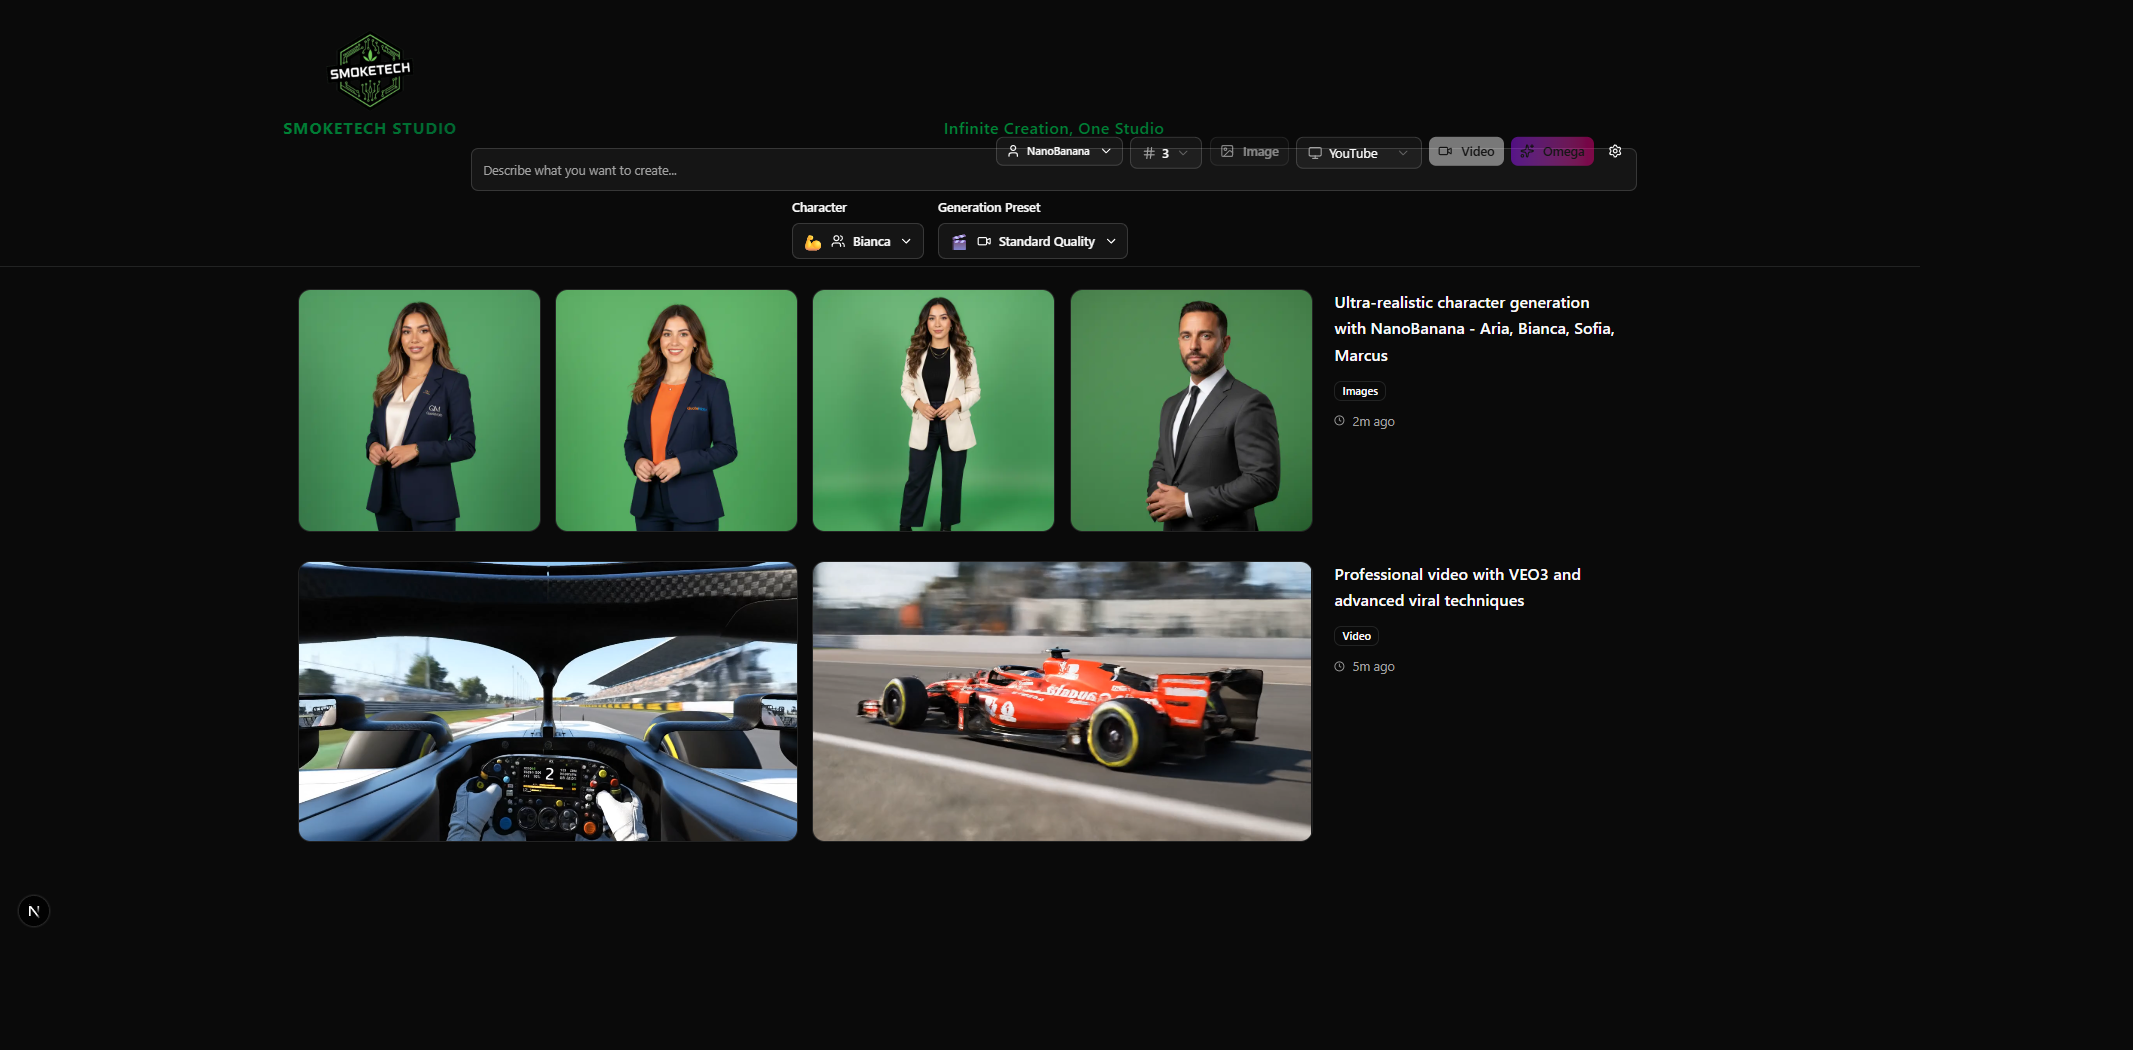 SMOKETECH
SMOKETECH STUDIO
Infinite Creation, One Studio
NanoBanana
# 3
Image
YouTube
Video
Omega
Describe what you want to create...
Character
Generation Preset
Bianca
Standard Quality
Ultra-realistic character generation
with NanoBanana - Aria, Bianca, Sofia,
Marcus
Images
2m ago
Professional video with VEO3 and
advanced viral techniques
Video
5m ago
2
N